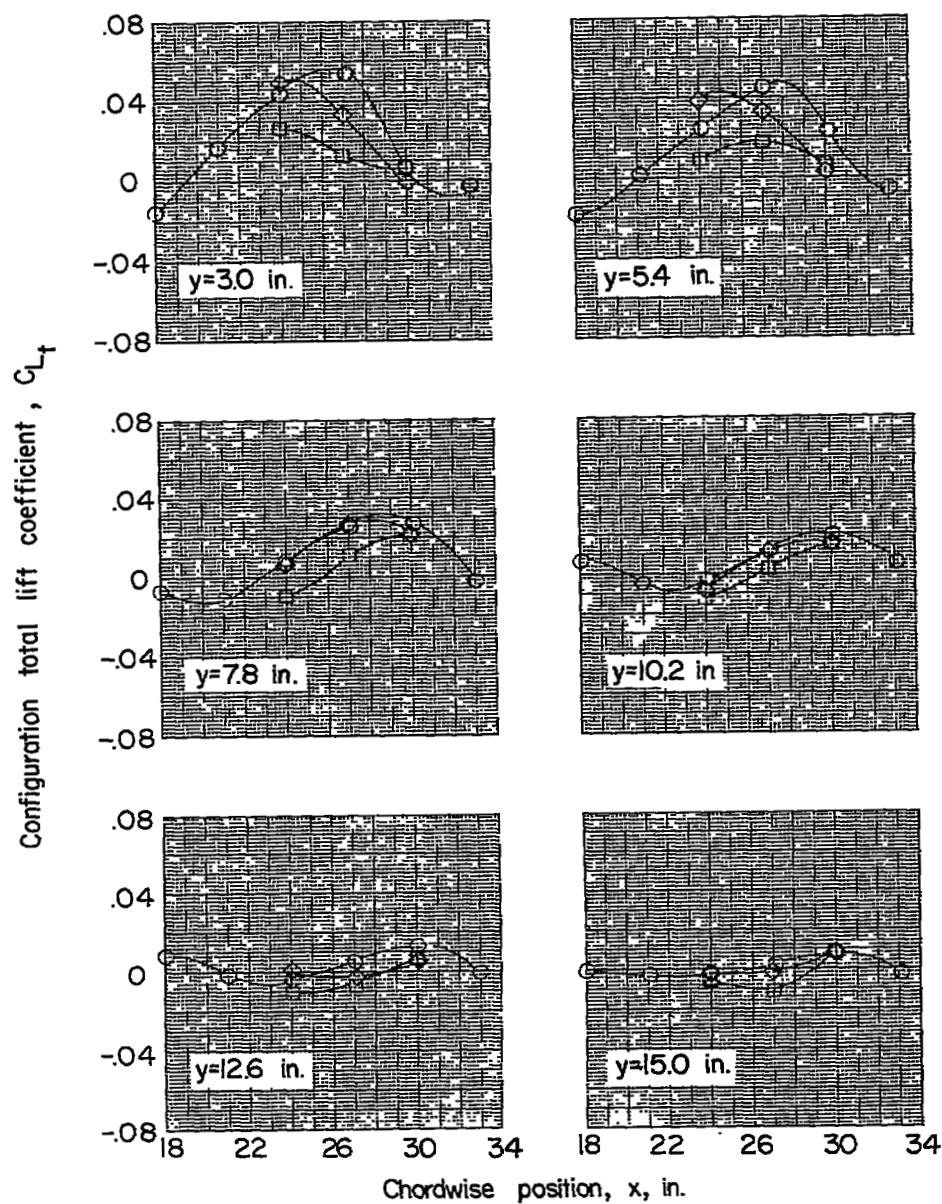 .08
.04
0
-.04
-.08
y=3.0 in.
y=5.4 in.
Configuration total lift coefficient, C_Lt
.08
.04
0
-.04
-.08
y=7.8 in.
y=10.2 in
.08
.04
0
-.04
-.08
y=12.6 in.
y=15.0 in.
18 22 26 30 34
18 22 26 30 34
Chordwise position, x, in.